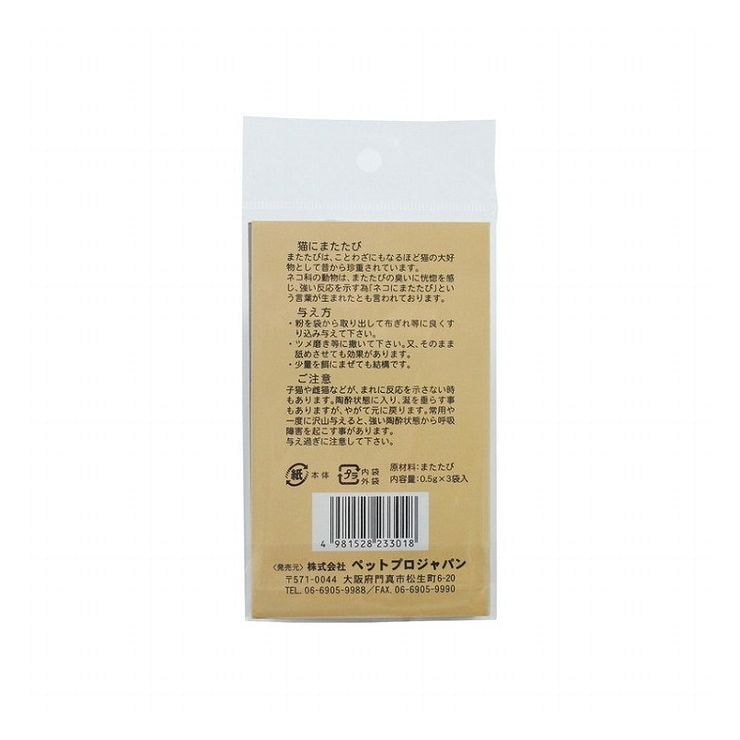 猫にまたたび
またたびは、ことわざにもなるほど猫の大好
物として昔から珍重されています。
ネコ科の動物は、またたびの臭いに恍惚を感
じ、強い反応を示す為「ネコにまたたび」とい
う言葉が生まれたとも言われております。
与え方
・粉を袋から取り出して布ぎれ等に良くす
り込み与えて下さい。
・ツメ磨き等に撒いて下さい。又、そのまま
舐めさせても効果があります。
・少量を餌にまぜても結構です。
ご注意
子猫や雌猫などが、まれに反応を示さない時
もあります。陶酔状態に入り、涎を垂らす事
もありますが、やがて元に戻ります。常用や
一度に沢山与えると、強い陶酔状態から呼吸
障害を起こす事があります。
与え過ぎに注意して下さい。
紙 本体 プラ 内袋 外袋
原材料：またたび
内容量：0.5g×3袋入
4 981528 233018
〈発売元〉株式会社 ペットプロジャパン
〒571-0044 大阪府門真市松生町6-20
TEL. 06-6905-9988／FAX. 06-6905-9990